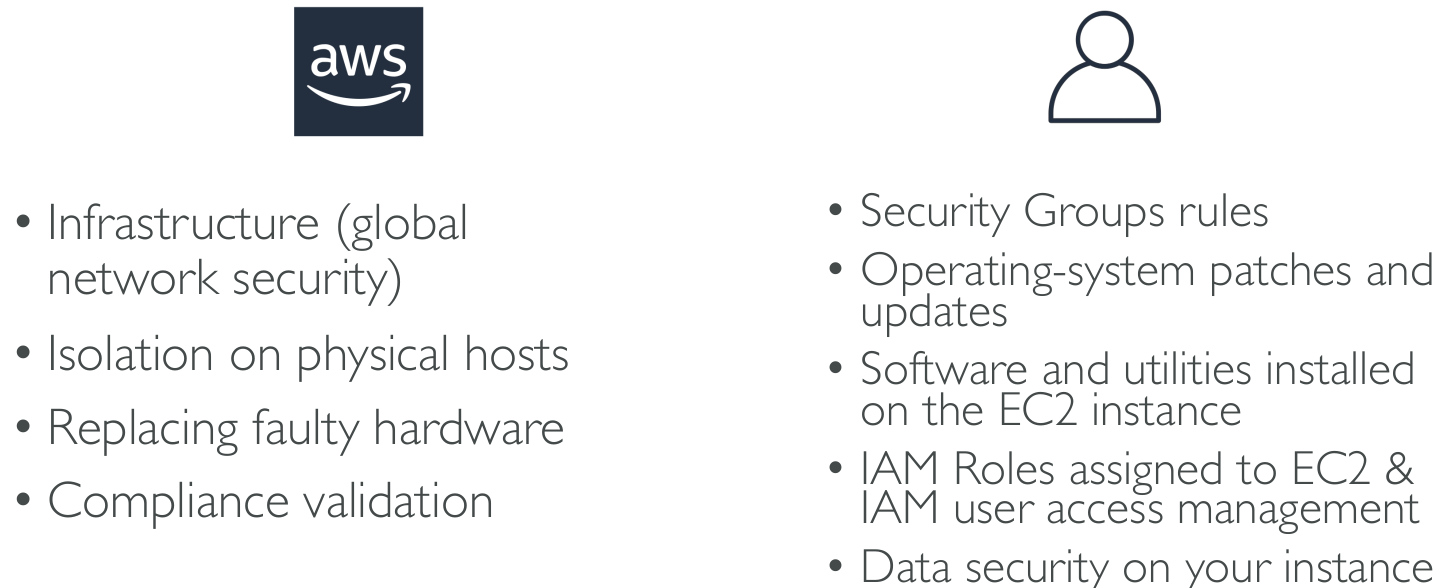 aws
• Infrastructure (global
network security)
• Isolation on physical hosts
• Replacing faulty hardware
• Compliance validation
• Security Groups rules
• Operating-system patches and
updates
• Software and utilities installed
on the EC2 instance
• IAM Roles assigned to EC2 &
IAM user access management
• Data security on your instance